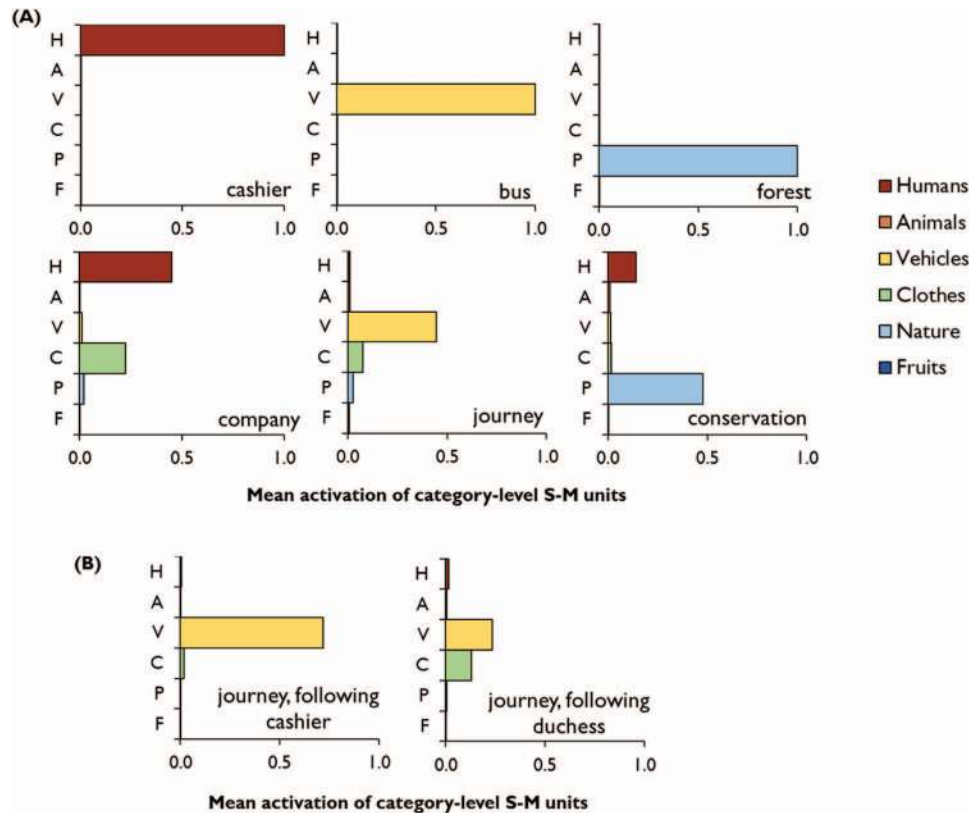 (A)
H
A
V
C
P
F
cashier
0.0 0.5 1.0
H
A
V
C
P
F
bus
0.0 0.5 1.0
H
A
V
C
P
F
forest
0.0 0.5 1.0
Humans
Animals
Vehicles
Clothes
Nature
Fruits
H
A
V
C
P
F
company
0.0 0.5 1.0
H
A
V
C
P
F
journey
0.0 0.5 1.0
H
A
V
C
P
F
conservation
0.0 0.5 1.0
Mean activation of category-level S-M units
(B)
H
A
V
C
P
F
journey, following
cashier
0.0 0.5 1.0
H
A
V
C
P
F
journey, following
duchess
0.0 0.5 1.0
Mean activation of category-level S-M units